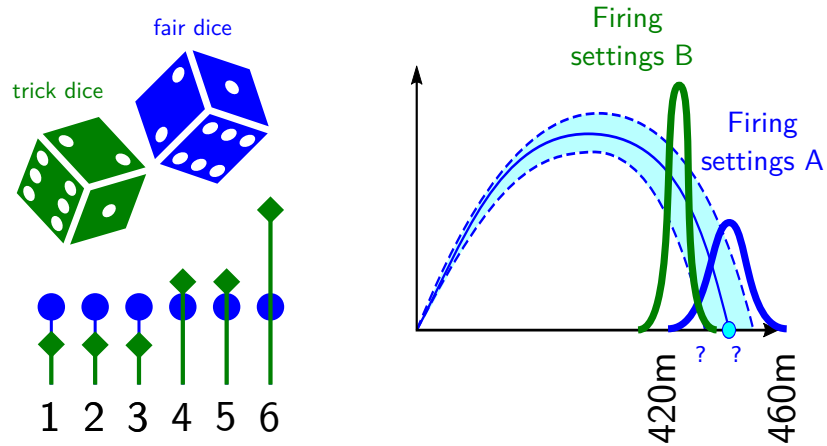 fair dice
trick dice
1 2 3 4 5 6
Firing
settings B
Firing
settings A
? ?
420m
460m